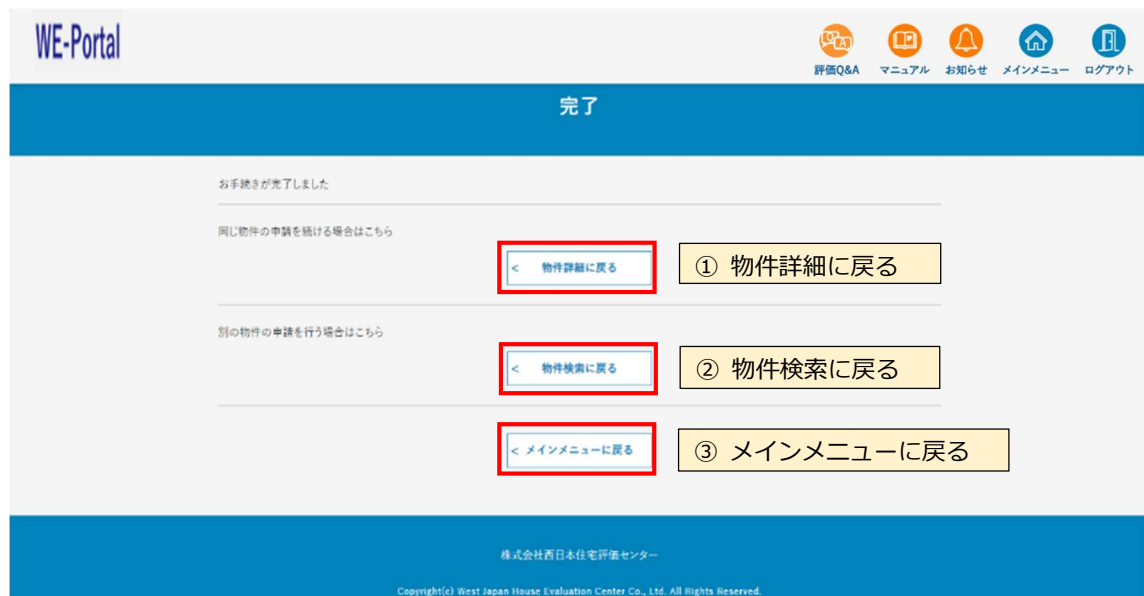 WE-Portal
評価Q&A マニュアル お知らせ メインメニュー ログアウト
完了
お手続きが完了しました
同じ物件の申請を続ける場合はこちら
< 物件詳細に戻る
① 物件詳細に戻る
別の物件の申請を行う場合はこちら
< 物件検索に戻る
② 物件検索に戻る
< メインメニューに戻る
③ メインメニューに戻る
株式会社西日本住宅評価センター
Copyright(c) West Japan House Evaluation Center Co., Ltd. All Rights Reserved.